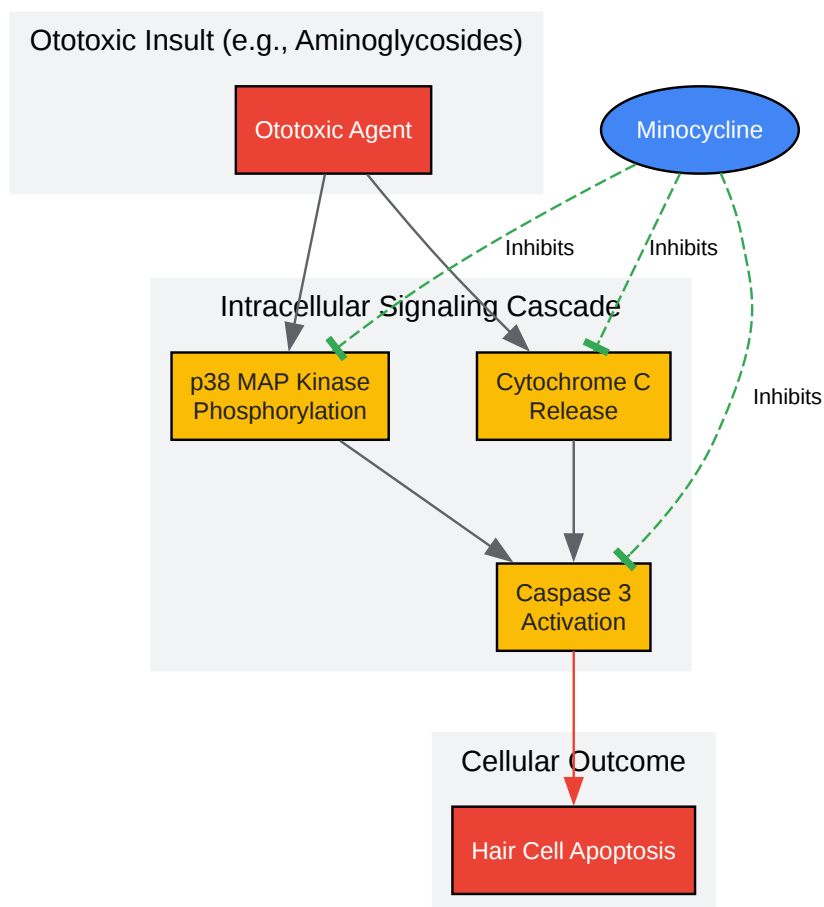 Ototoxic Insult (e.g., Aminoglycosides)
Ototoxic Agent
Minocycline
Inhibits
Inhibits
Intracellular Signaling Cascade
p38 MAP Kinase
Phosphorylation
Cytochrome C
Release
Inhibits
Caspase 3
Activation
Cellular Outcome
Hair Cell Apoptosis